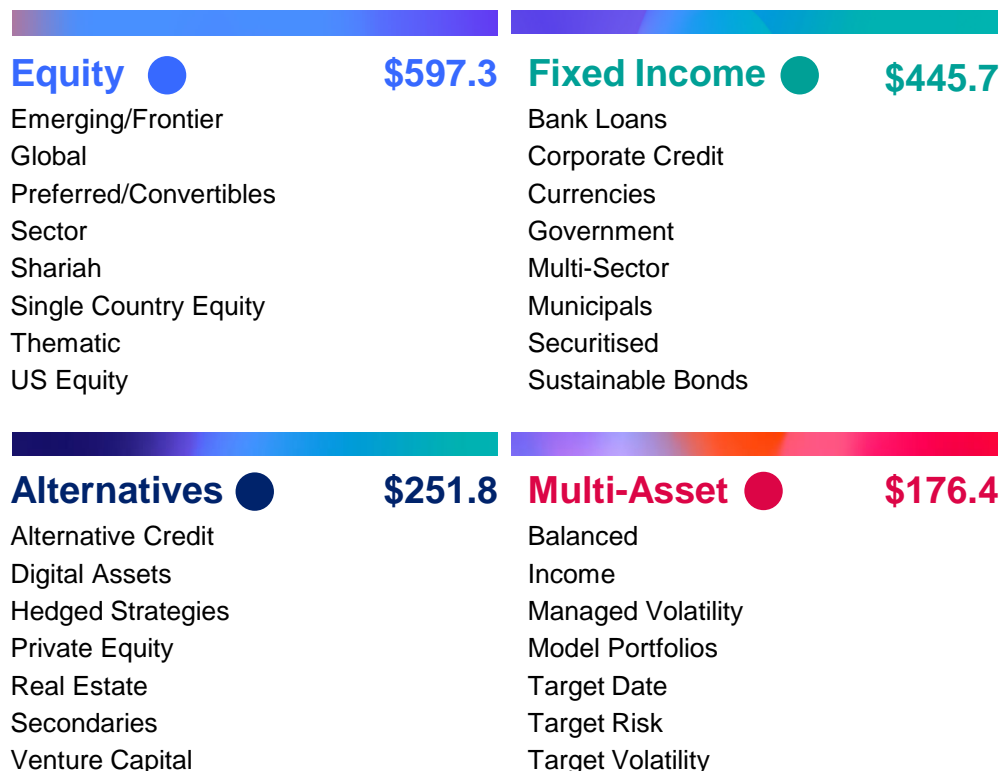 Equity $597.3
Emerging/Frontier
Global
Preferred/Convertibles
Sector
Shariah
Single Country Equity
Thematic
US Equity
Fixed Income $445.7
Bank Loans
Corporate Credit
Currencies
Government
Multi-Sector
Municipals
Securitised
Sustainable Bonds
Alternatives $251.8
Alternative Credit
Digital Assets
Hedged Strategies
Private Equity
Real Estate
Secondaries
Venture Capital
Multi-Asset $176.4
Balanced
Income
Managed Volatility
Model Portfolios
Target Date
Target Risk
Target Volatility